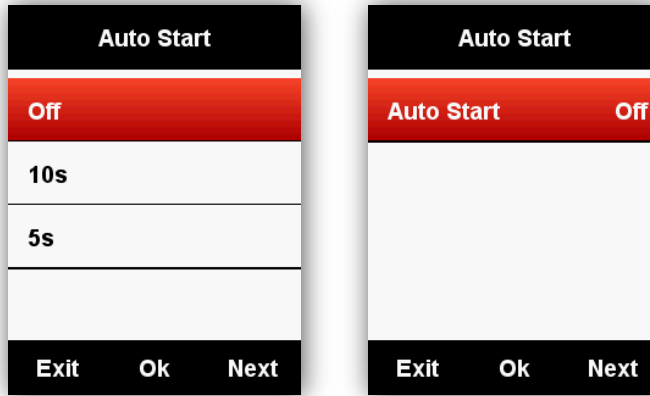 Auto Start
Off
10s
5s
Exit Ok Next
Auto Start
Auto Start Off
Exit Ok Next